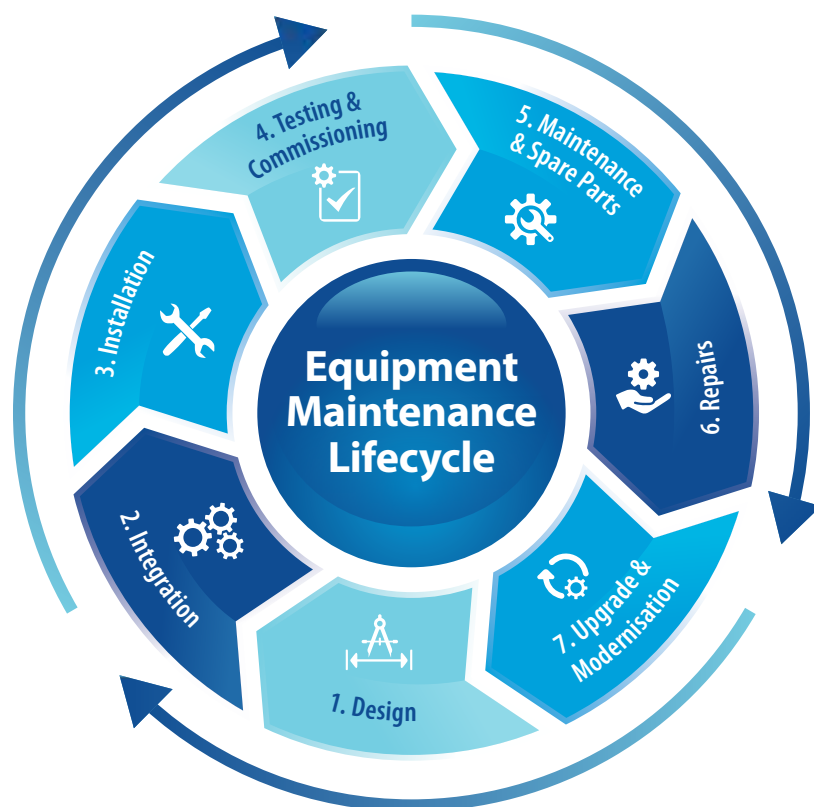 Equipment
Maintenance
Lifecycle
1. Design
2. Integration
3. Installation
4. Testing &
Commissioning
5. Maintenance
& Spare Parts
6. Repairs
7. Upgrade &
Modernisation